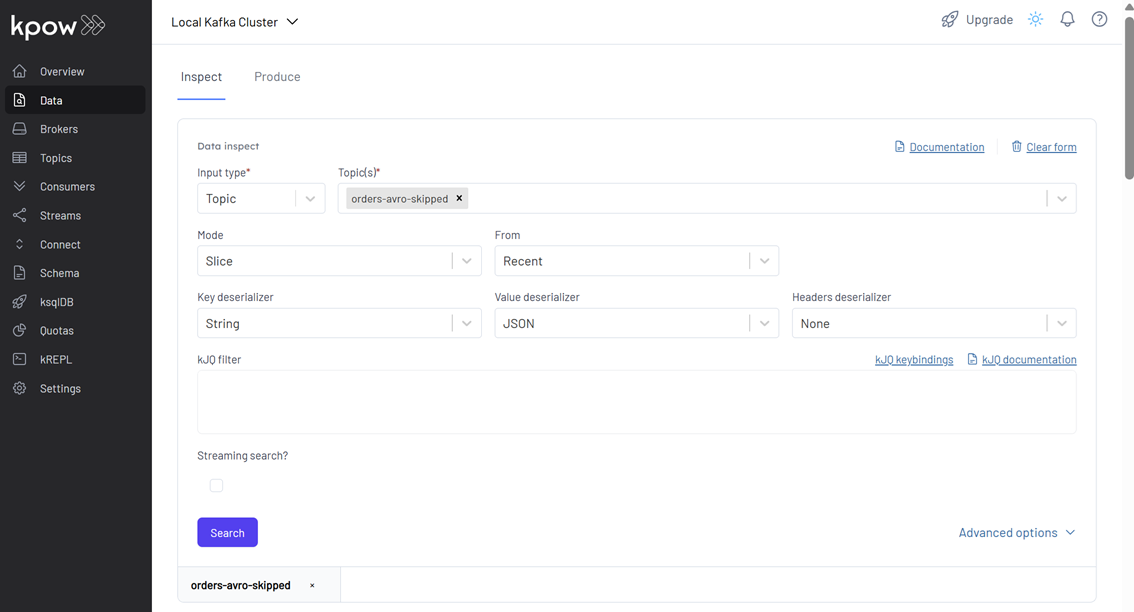 kpow
Local Kafka Cluster
Upgrade
Overview
Data
Brokers
Topics
Consumers
Streams
Connect
Schema
ksqlDB
Quotas
kREPL
Settings
Inspect Produce
Data inspect Documentation Clear form
Input type* Topic(s)*
Topic orders-avro-skipped ×
Mode From
Slice Recent
Key deserializer Value deserializer Headers deserializer
String JSON None
kJQ filter kJQ keybindings kJQ documentation
Streaming search?
Search Advanced options
orders-avro-skipped ×